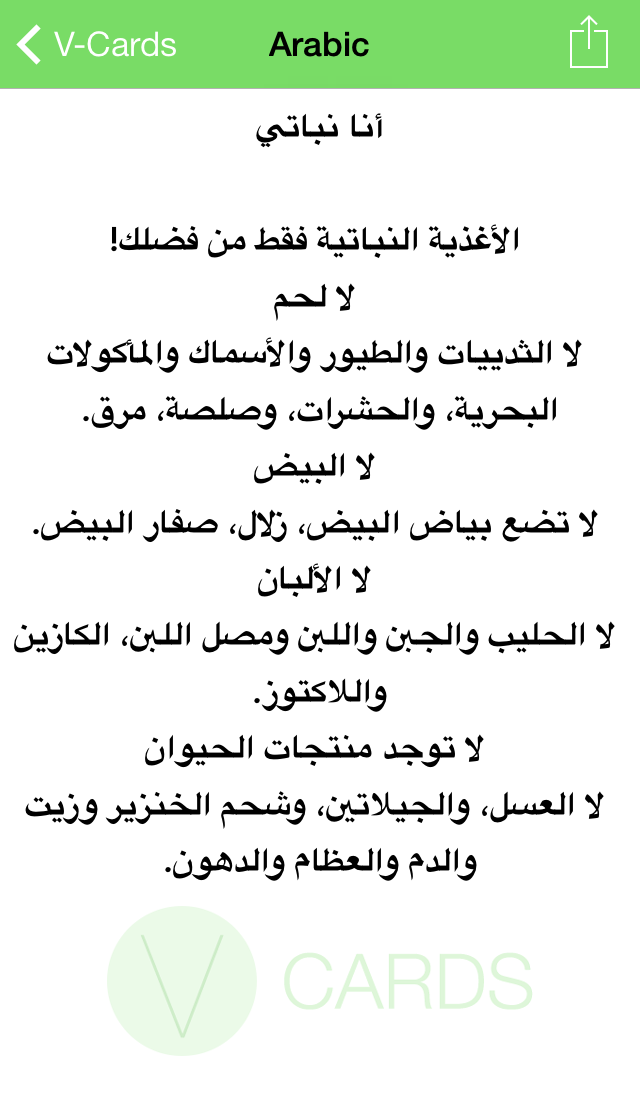 V-Cards
Arabic
أنا نباتي
الأغذية النباتية فقط من فضلك!
لا لحم
لا الثدييات والطيور والأسماك والمأكولات
البحرية، والحشرات، وصلصة، مرق.
لا البيض
لا تضع بياض البيض، زلال، صفار البيض.
لا الألبان
لا الحليب والجبن واللبن ومصل اللبن، الكازين
واللاكتوز.
لا توجد منتجات الحيوان
لا العسل، والجيلاتين، وشحم الخنزير وزيت
والدم والعظام والدهون.
V CARDS